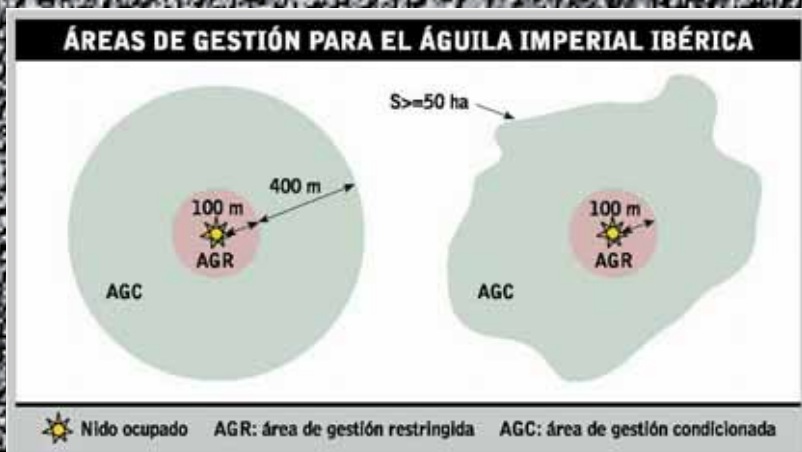 ÁREAS DE GESTIÓN PARA EL ÁGUILA IMPERIAL IBÉRICA
S>=50 ha
400 m
100 m
AGR
AGC
100 m
AGR
AGC
Nido ocupado AGR: área de gestión restringida AGC: área de gestión condicionada